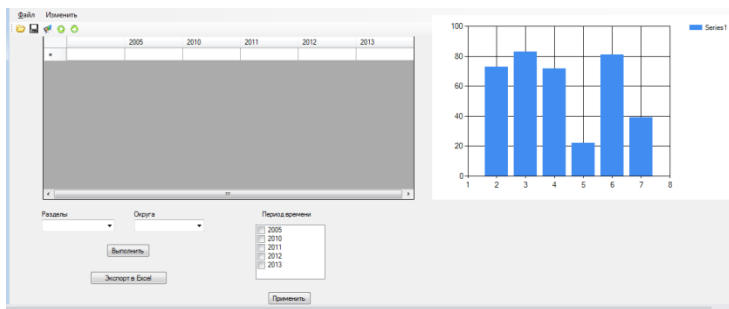 Файл Изменить
2005 2010 2011 2012 2013
*
Разделы Округа Период времени
2005
2010
2011
2012
2013
Выполнить
Экспорт в Excel
Применить
Series1
100
80
60
40
20
0
1 2 3 4 5 6 7 8